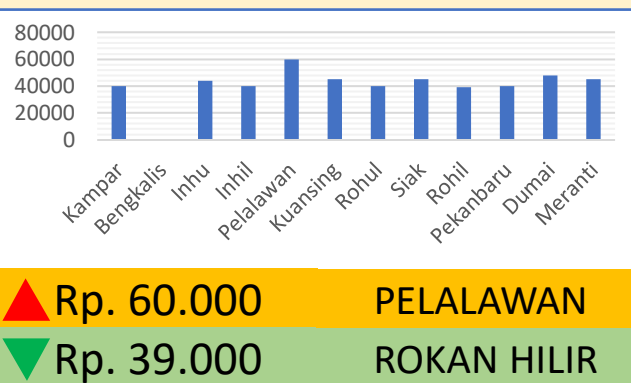 80000
60000
40000
20000
0
Kampar
Bengkalis
Inhu
Inhil
Pelalawan
Kuansing
Rohul
Siak
Rohil
Pekanbaru
Dumai
Meranti
Rp. 60.000 PELALAWAN
Rp. 39.000 ROKAN HILIR